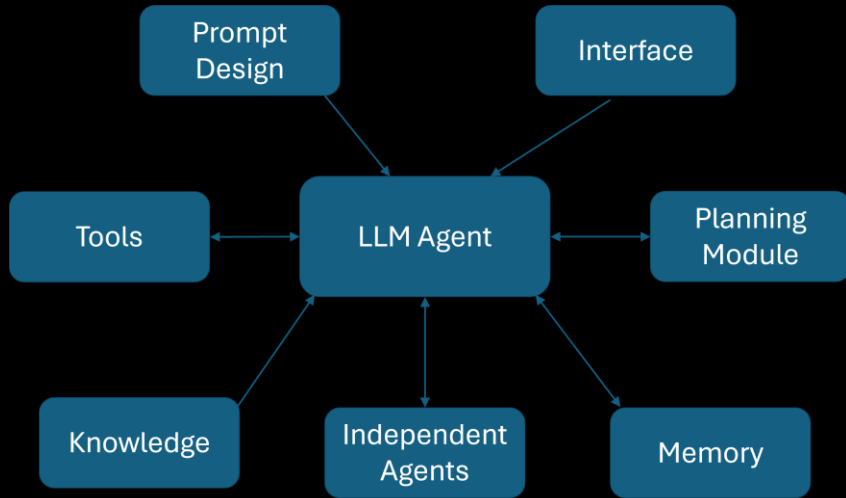 Prompt
Design
Interface
Tools
LLM Agent
Planning
Module
Knowledge
Independent
Agents
Memory